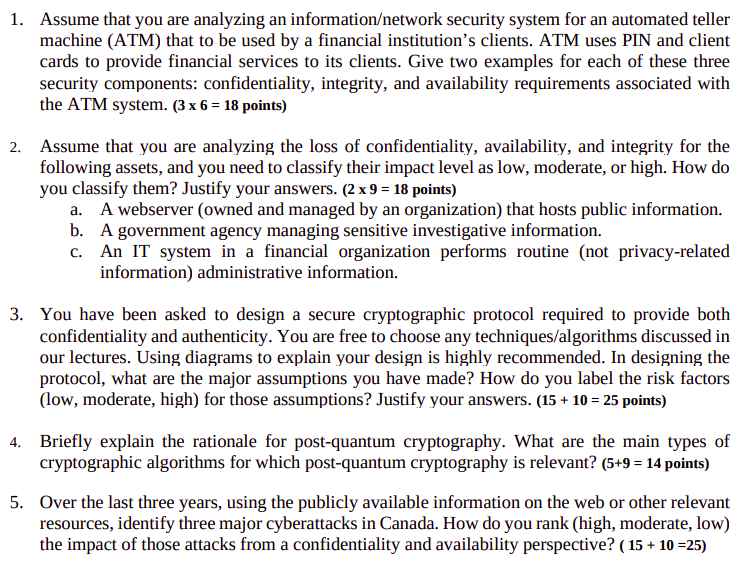 1. Assume that you are analyzing an information/network security system for an automated teller
machine (ATM) that to be used by a financial institution's clients. ATM uses PIN and client
cards to provide financial services to its clients. Give two examples for each of these three
security components: confidentiality, integrity, and availability requirements associated with
the ATM system. (3 x 6 = 18 points)
2. Assume that you are analyzing the loss of confidentiality, availability, and integrity for the
following assets, and you need to classify their impact level as low, moderate, or high. How do
you classify them? Justify your answers. (2 x 9 = 18 points)
a. A webserver (owned and managed by an organization) that hosts public information.
b. A government agency managing sensitive investigative information.
c. An IT system in a financial organization performs routine (not privacy-related
information) administrative information.
3. You have been asked to design a secure cryptographic protocol required to provide both
confidentiality and authenticity. You are free to choose any techniques/algorithms discussed in
our lectures. Using diagrams to explain your design is highly recommended. In designing the
protocol, what are the major assumptions you have made? How do you label the risk factors
(low, moderate, high) for those assumptions? Justify your answers. (15 + 10 = 25 points)
4. Briefly explain the rationale for post-quantum cryptography. What are the main types of
cryptographic algorithms for which post-quantum cryptography is relevant? (5+9 = 14 points)
5. Over the last three years, using the publicly available information on the web or other relevant
resources, identify three major cyberattacks in Canada. How do you rank (high, moderate, low)
the impact of those attacks from a confidentiality and availability perspective? ( 15 + 10 =25)